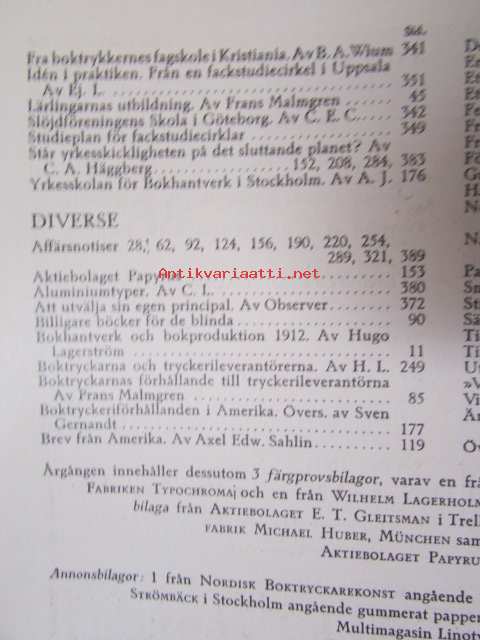 Sid.
Fra boktrykkernes fagskole i Kristiania. Av B. A. Wium 341
Idén i praktiken. Från en fackstudiecirkel i Uppsala
Av Ej. L. 351
Lärlingarnas utbildning. Av Frans Malmgren 45
Slöjdföreningens Skola i Göteborg. Av C. E. C. 342
Studieplan för fackstudiecirklar 349
Står yrkesskickligheten på det sluttande planet? Av
C. A. Häggberg 152, 208, 284, 383
Yrkesskolan för Bokhantverk i Stockholm. Av A. J. 176
DIVERSE
Affärsnotiser 28, 62, 92, 124, 156, 190, 220, 254,
289, 321, 389
Aktiebolaget Papyrus 153
Antikvariaatti.net
Aluminiumtyper. Av C. L. 380
Att utvälja sin egen principal. Av Observer 372
Billigare böcker för de blinda 90
Bokhantverk och bokproduktion 1912. Av Hugo
Lagerström 11
Boktryckarna och tryckerileverantörerna. Av H. L. 249
Boktryckarnas förhållande till tryckerileverantörna
Av Frans Malmgren 85
Boktryckeriförhållanden i Amerika. Övers. av Sven
Gernandt 177
Brev från Amerika. Av Axel Edw. Sahlin 119
Årgången innehåller dessutom 3 färgprovsbilagor, varav en frå
Fabriken Typochroma och en från Wilhelm Lagerholm
bilaga från Aktiebolaget E. T. Gleitsman i Trell
fabrik Michael Huber, München sam
Aktiebolaget Papyru
Annonsbilagor: 1 från Nordisk Boktryckarekonst angående
Strömbäck i Stockholm angående gummerat papper
Multimagasin Linoty